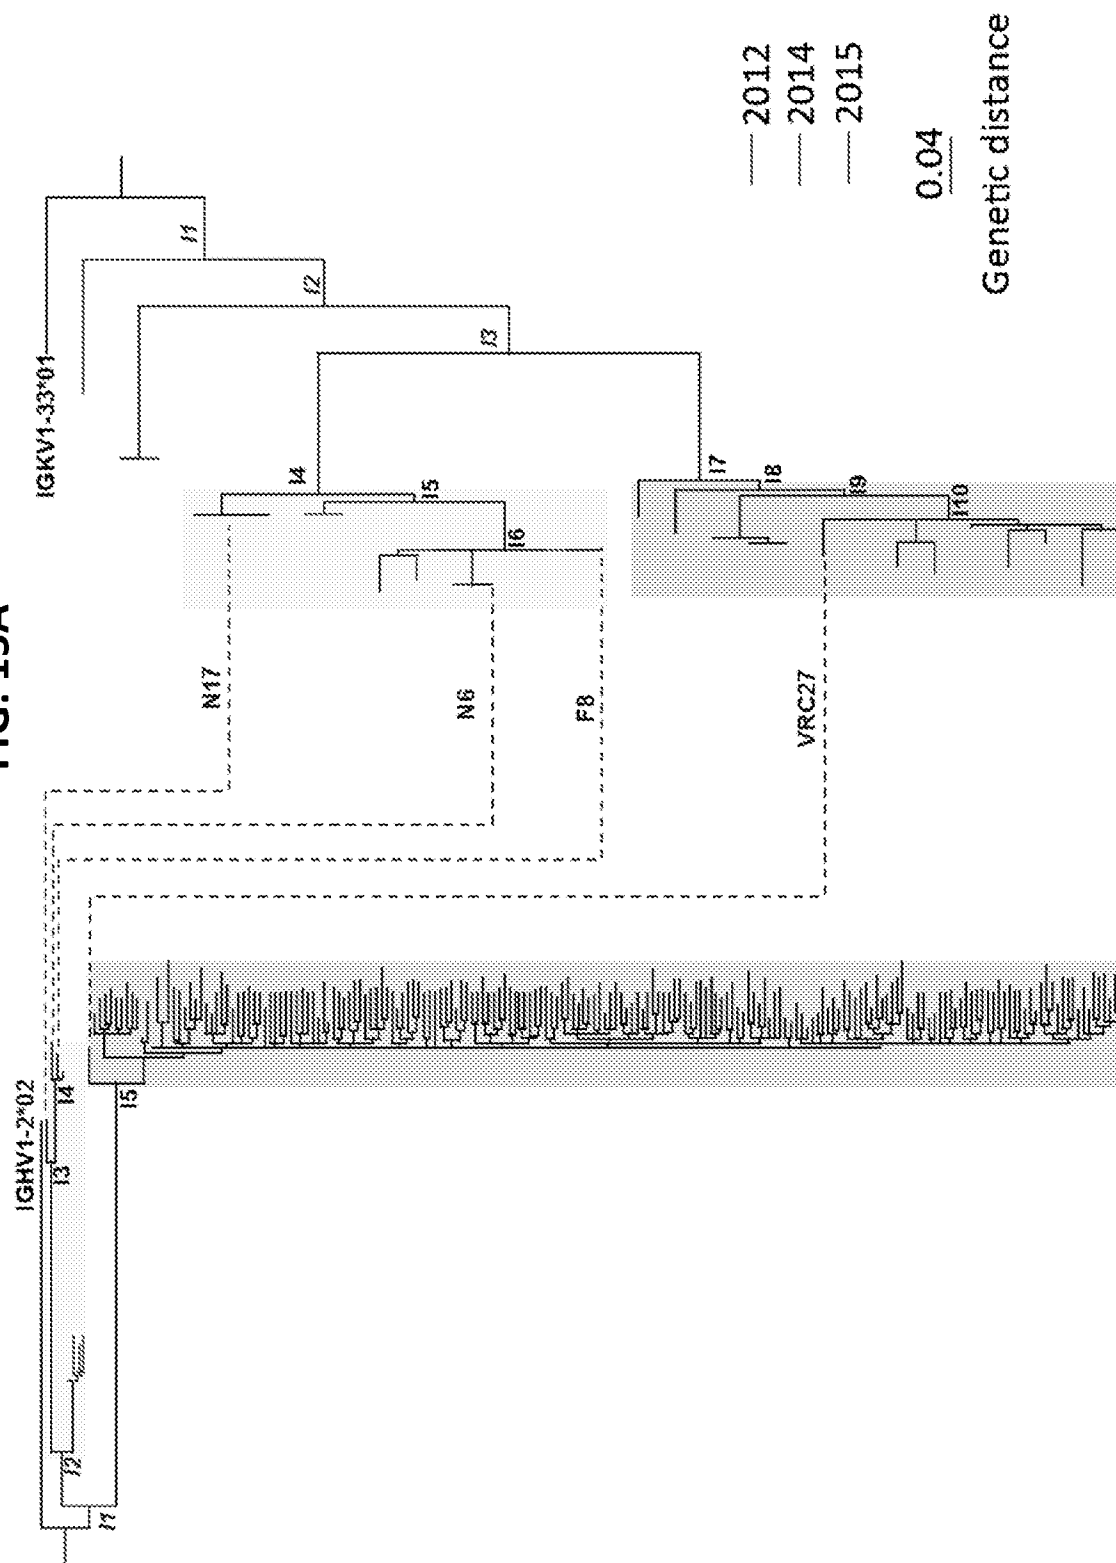 FIG.
IGHV1-2*02
I1
I2
I3
I4
I5
IGKV1-33*01
I1
I2
I3
I4
I5
I6
I7
I8
I9
I10
N17
N6
F8
VRC27
2012
2014
2015
0.04
Genetic distance